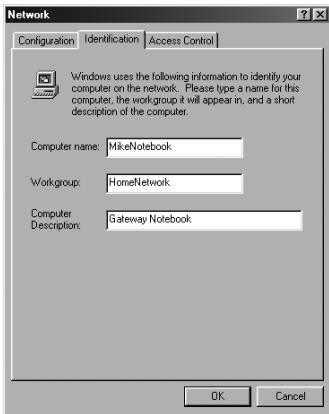 Network
Configuration Identification Access Control
Windows uses the following information to identify your
computer on the network. Please type a name for this
computer, the workgroup it will appear in, and a short
description of the computer.
Computer name: MikeNotebook
Workgroup: HomeNetwork
Computer
Description: Gateway Notebook
OK Cancel